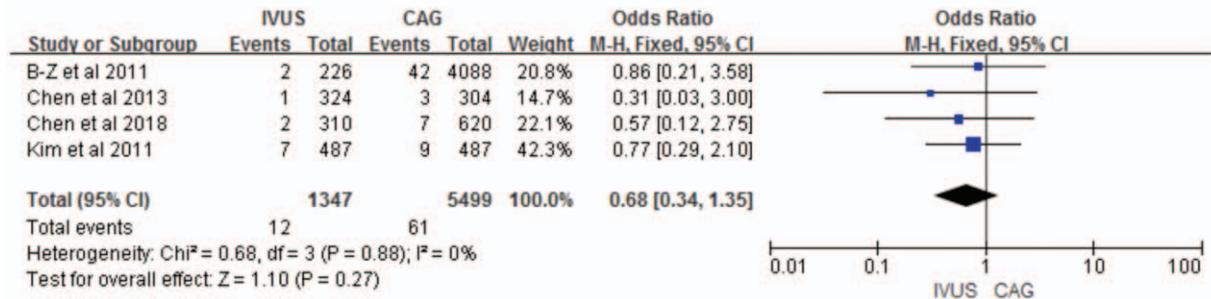 IVUS CAG Odds Ratio Odds Ratio
Study or Subgroup Events Total Events Total Weight M-H, Fixed, 95% CI M-H, Fixed, 95% CI
B-Z et al 2011 2 226 42 4088 20.8% 0.86 [0.21, 3.58]
Chen et al 2013 1 324 3 304 14.7% 0.31 [0.03, 3.00]
Chen et al 2018 2 310 7 620 22.1% 0.57 [0.12, 2.75]
Kim et al 2011 7 487 9 487 42.3% 0.77 [0.29, 2.10]
Total (95% CI) 1347 5499 100.0% 0.68 [0.34, 1.35]
Total events 12 61
Heterogeneity: Chi² = 0.68, df = 3 (P = 0.88); I² = 0%
Test for overall effect: Z = 1.10 (P = 0.27)
0.01 0.1 1 10 100
IVUS CAG